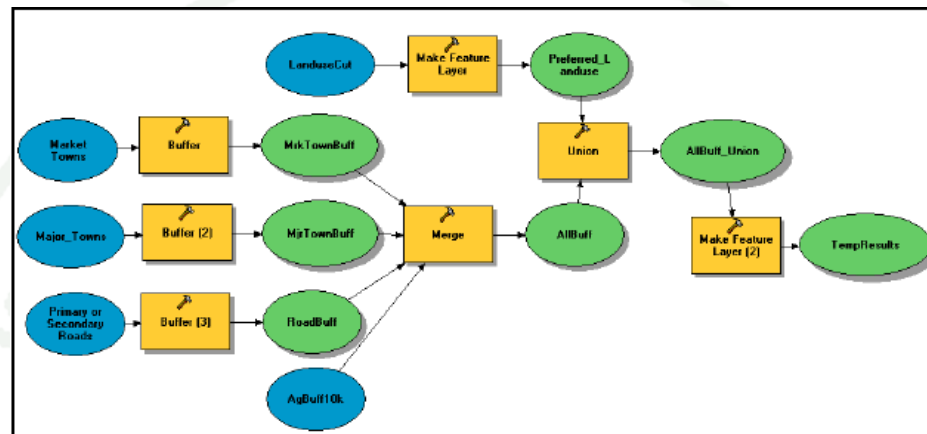 LanduseCut
Make Feature
Layer
Preferred_L
anduse
Market
Towns
Buffer
MrkTownBuff
Union
AllBuff_Union
Major_Towns
Buffer (2)
MjrTownBuff
Merge
AllBuff
Make Feature
Layer (2)
TempResults
Primary or
Secondary
Roads
Buffer (3)
RoadBuff
AgBuff10k